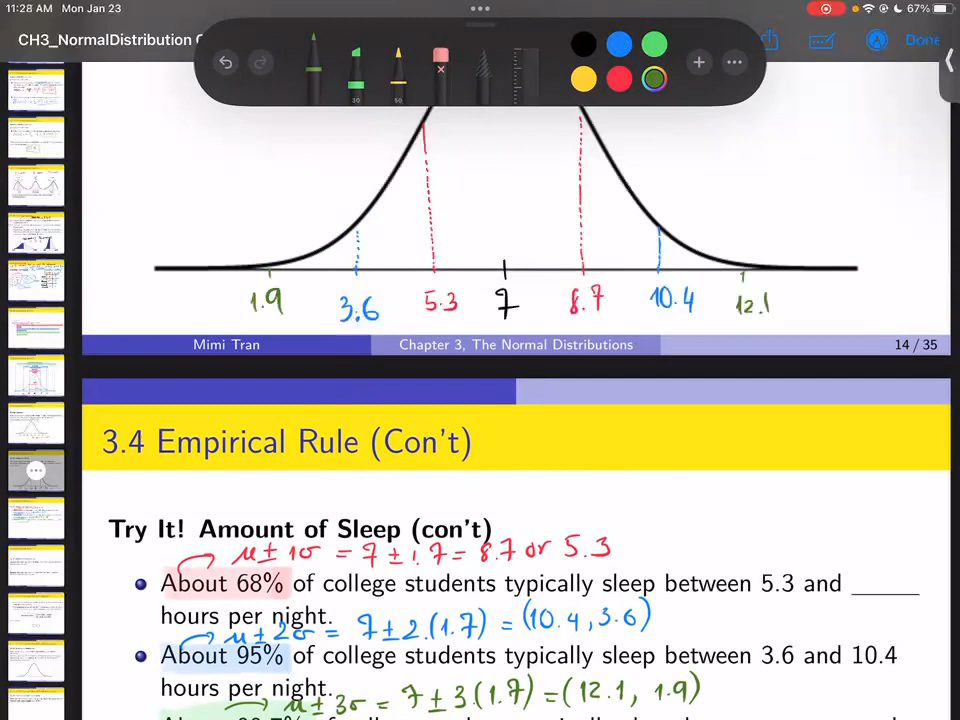 11:28 AM Mon Jan 23
67%
CH3_NormalDistribution
Done
30
50
1.9 3.6 5.3 7 8.7 10.4 12.1
Mimi Tran Chapter 3, The Normal Distributions 14 / 35
3.4 Empirical Rule (Con't)
Try It! Amount of Sleep (con't)
μ ± 1σ = 7 ± 1.7 = 8.7 or 5.3
About 68% of college students typically sleep between 5.3 and ______
hours per night.
μ ± 2σ = 7 ± 2.(1.7) = (10.4, 3.6)
About 95% of college students typically sleep between 3.6 and 10.4
hours per night.
μ ± 3σ = 7 ± 3(1.7) = (12.1, 1.9)